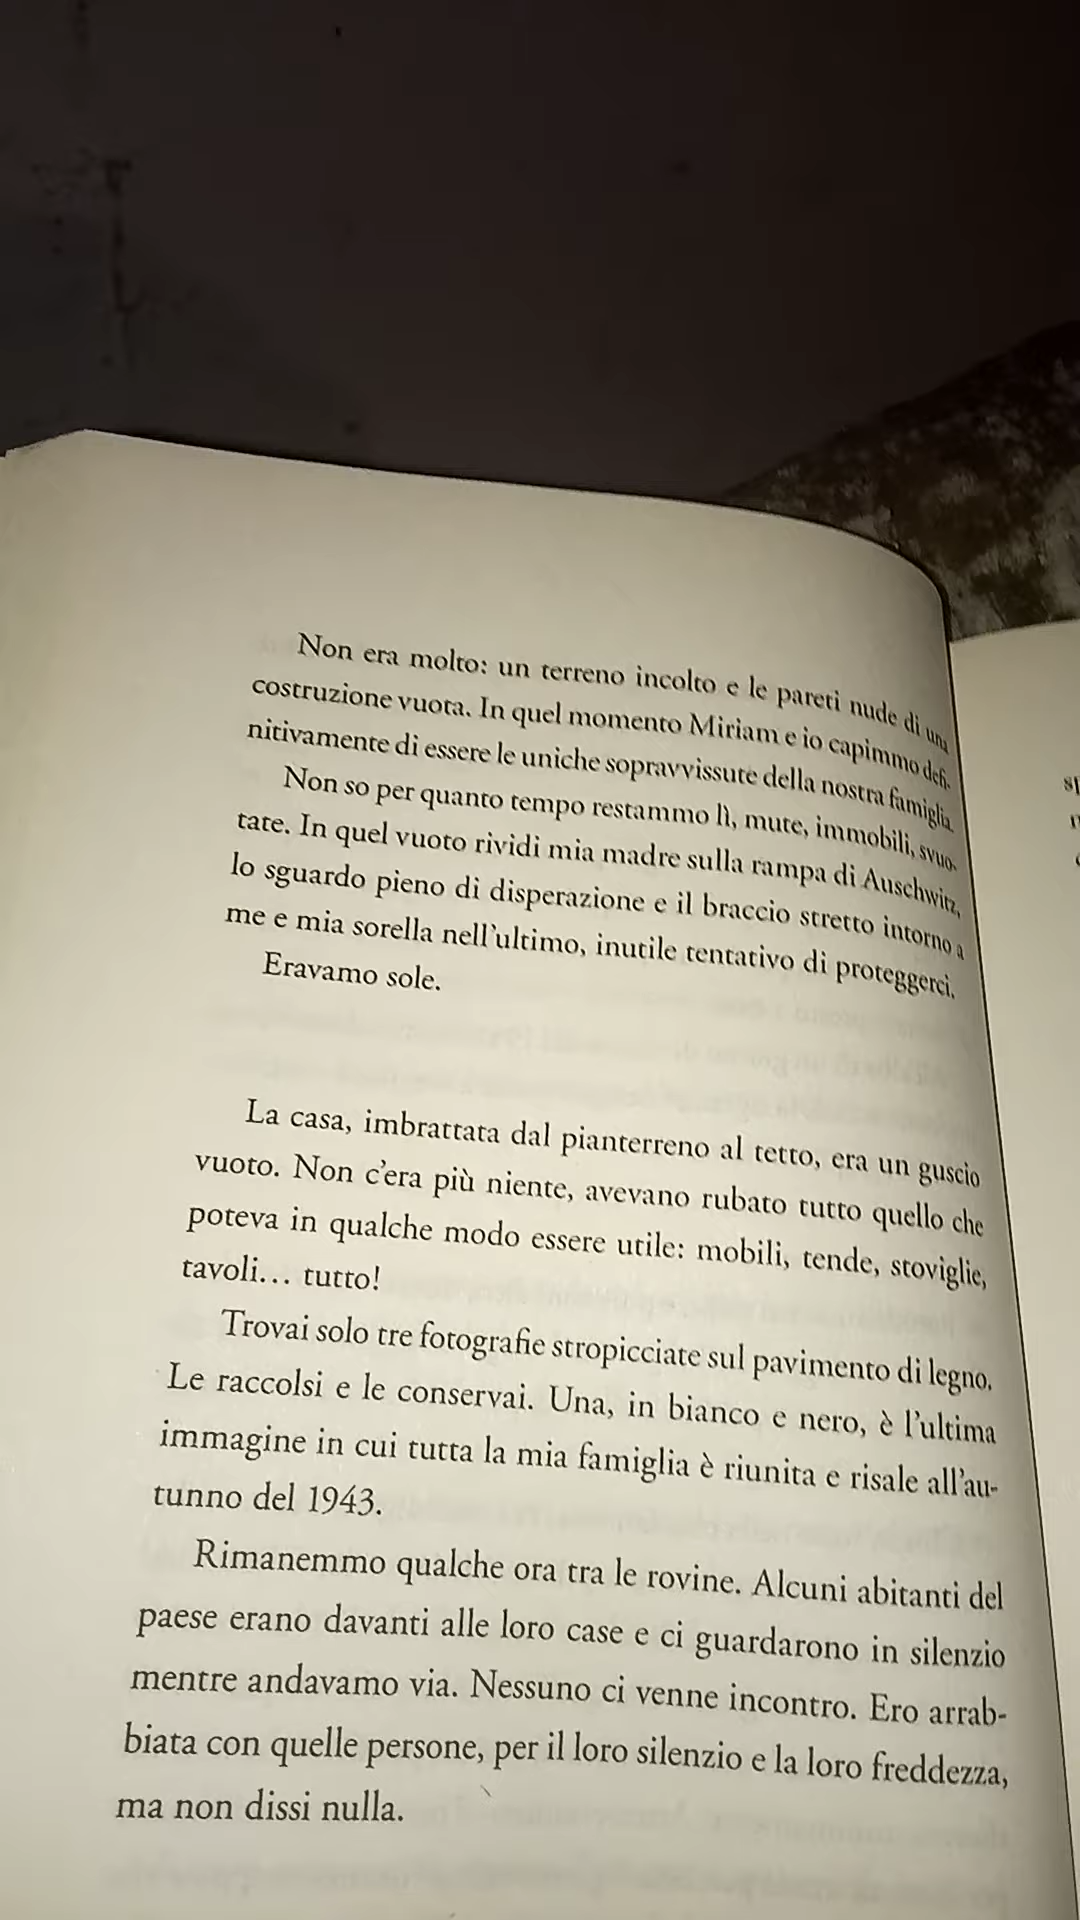 Non era molto: un terreno incolto e le pareti nude di una
costruzione vuota. In quel momento Miriam e io capimmo defi-
nitivamente di essere le uniche sopravvissute della nostra famiglia.
Non so per quanto tempo restammo lì, mute, immobili, svuo-
tate. In quel vuoto rividi mia madre sulla rampa di Auschwitz,
lo sguardo pieno di disperazione e il braccio stretto intorno a
me e mia sorella nell'ultimo, inutile tentativo di proteggerci.
Eravamo sole.
La casa, imbrattata dal pianterreno al tetto, era un guscio
vuoto. Non c'era più niente, avevano rubato tutto quello che
poteva in qualche modo essere utile: mobili, tende, stoviglie,
tavoli… tutto!
Trovai solo tre fotografie stropicciate sul pavimento di legno.
Le raccolsi e le conservai. Una, in bianco e nero, è l'ultima
immagine in cui tutta la mia famiglia è riunita e risale all'au-
tunno del 1943.
Rimanemmo qualche ora tra le rovine. Alcuni abitanti del
paese erano davanti alle loro case e ci guardarono in silenzio
mentre andavamo via. Nessuno ci venne incontro. Ero arrab-
biata con quelle persone, per il loro silenzio e la loro freddezza,
ma non dissi nulla.